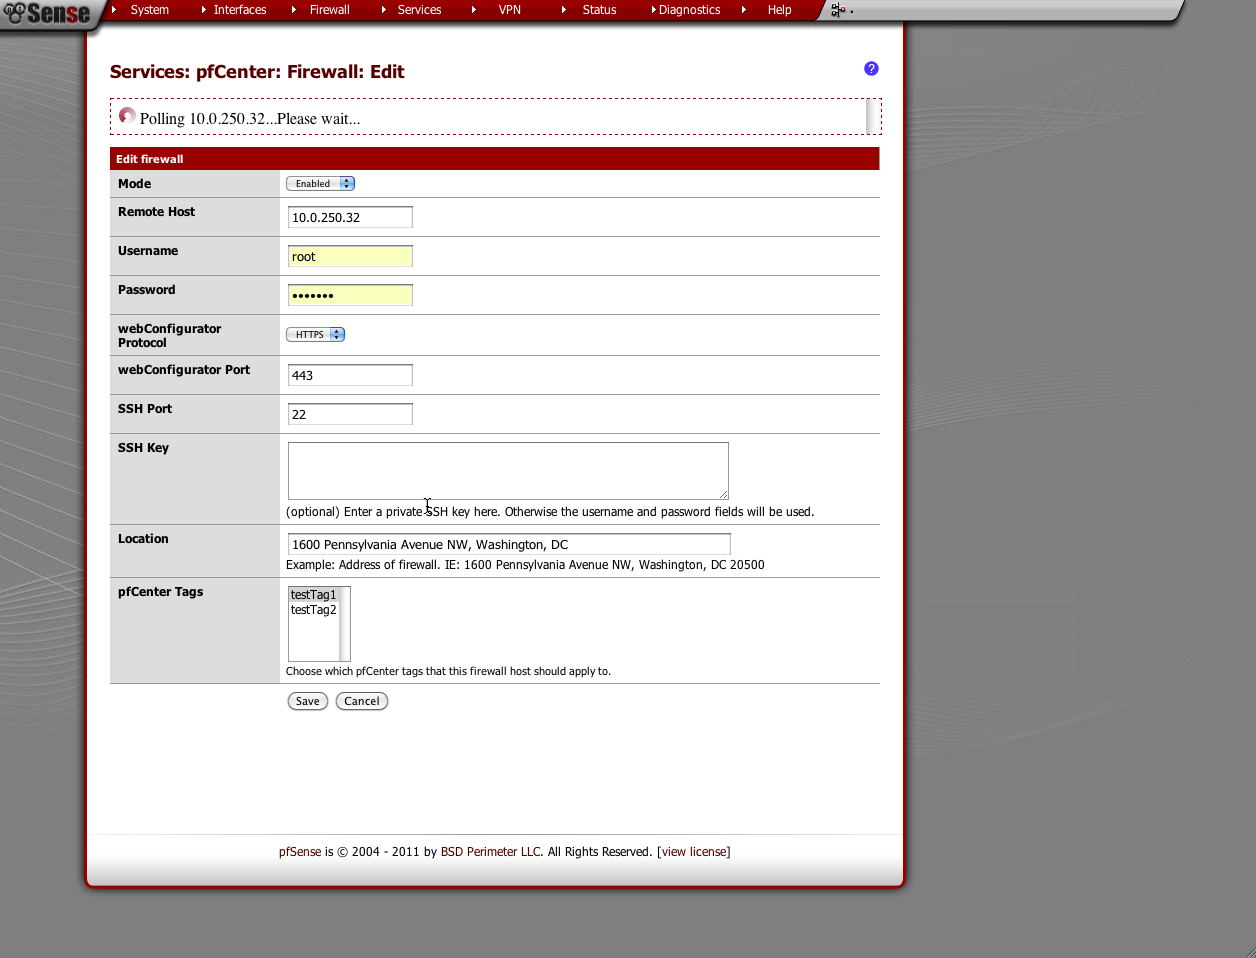 Sense System Interfaces Firewall Services VPN Status Diagnostics Help .
Services: pfCenter: Firewall: Edit ?
Polling 10.0.250.32...Please wait...
Edit firewall
Mode Enabled
Remote Host 10.0.250.32
Username root
Password •••••••
webConfigurator
Protocol HTTPS
webConfigurator Port 443
SSH Port 22
SSH Key
(optional) Enter a private SSH key here. Otherwise the username and password fields will be used.
Location 1600 Pennsylvania Avenue NW, Washington, DC
Example: Address of firewall. IE: 1600 Pennsylvania Avenue NW, Washington, DC 20500
pfCenter Tags testTag1
testTag2
Choose which pfCenter tags that this firewall host should apply to.
Save Cancel
pfSense is © 2004 - 2011 by BSD Perimeter LLC. All Rights Reserved. [view license]